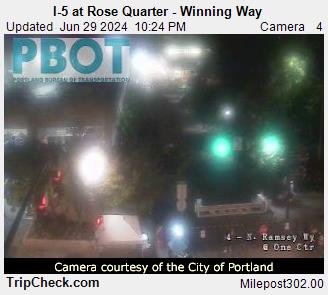 I-5 at Rose Quarter - Winning Way
Updated Jun 29 2024 10:24 PM Camera 4
PBOT
PORTLAND BUREAU OF TRANSPORTATION
4 - N. Ramsey Wy
@ One Ctr
Camera courtesy of the City of Portland
TripCheck.com Milepost302.00